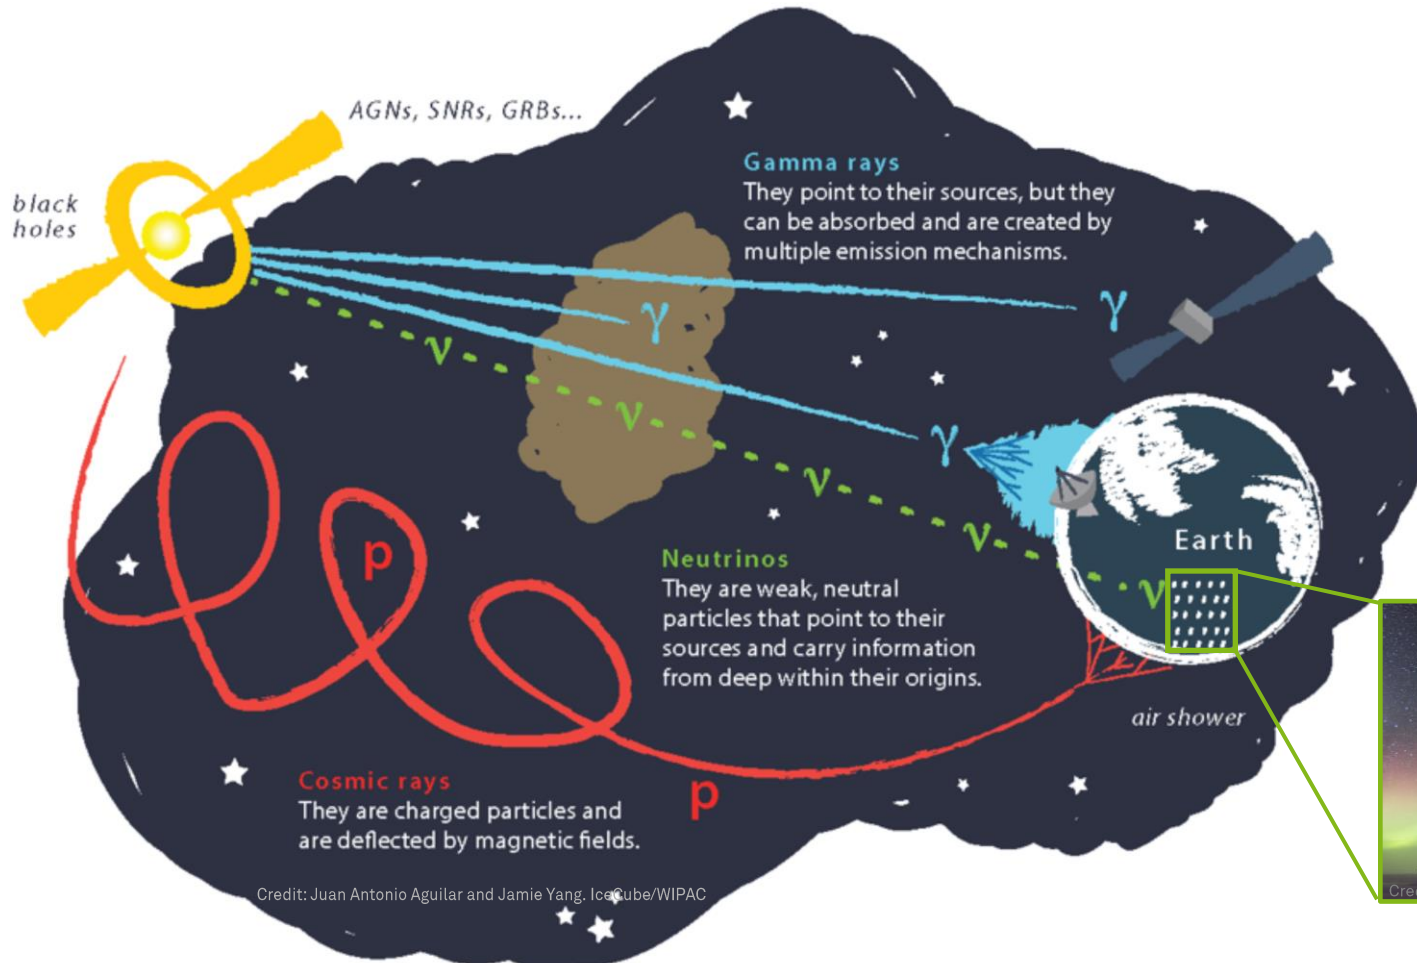 AGNs, SNRs, GRBs...
black
holes
Gamma rays
They point to their sources, but they
can be absorbed and are created by
multiple emission mechanisms.
γ
γ
γ
ν
ν
ν
ν
ν
Earth
Neutrinos
They are weak, neutral
particles that point to their
sources and carry information
from deep within their origins.
p
air shower
p
Cosmic rays
They are charged particles and
are deflected by magnetic fields.
Credit: Juan Antonio Aguilar and Jamie Yang. IceCube/WIPAC